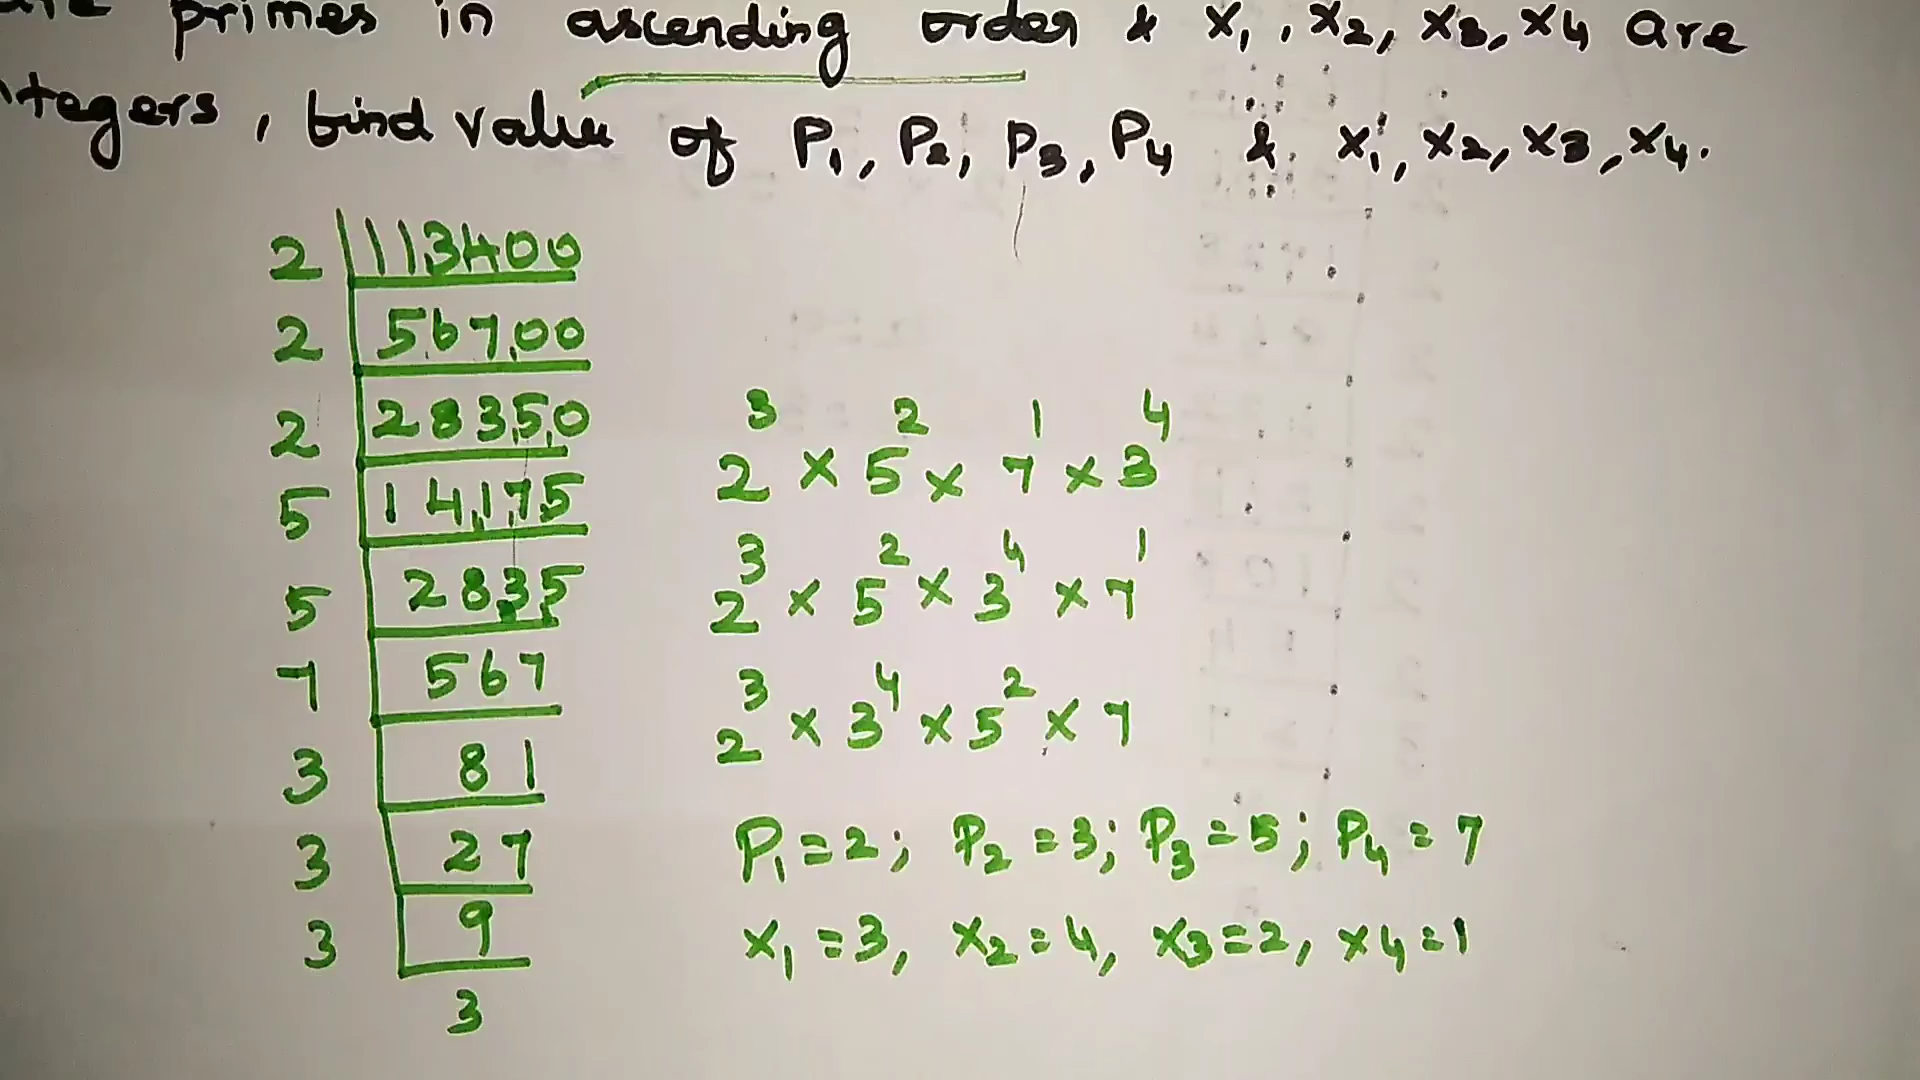 primes in ascending order & x1, x2, x3, x4 are
integers, find value of P1, P2, P3, P4 & x1, x2, x3, x4.
2 113400
2 56700
2 28350
5 14175
5 2835
7 567
3 81
3 27
3 9
3
2^3 × 5^2 × 7^1 × 3^4
2^3 × 5^2 × 3^4 × 7^1
2^3 × 3^4 × 5^2 × 7
P1=2; P2=3; P3=5; P4=7
x1=3, x2=4, x3=2, x4=1